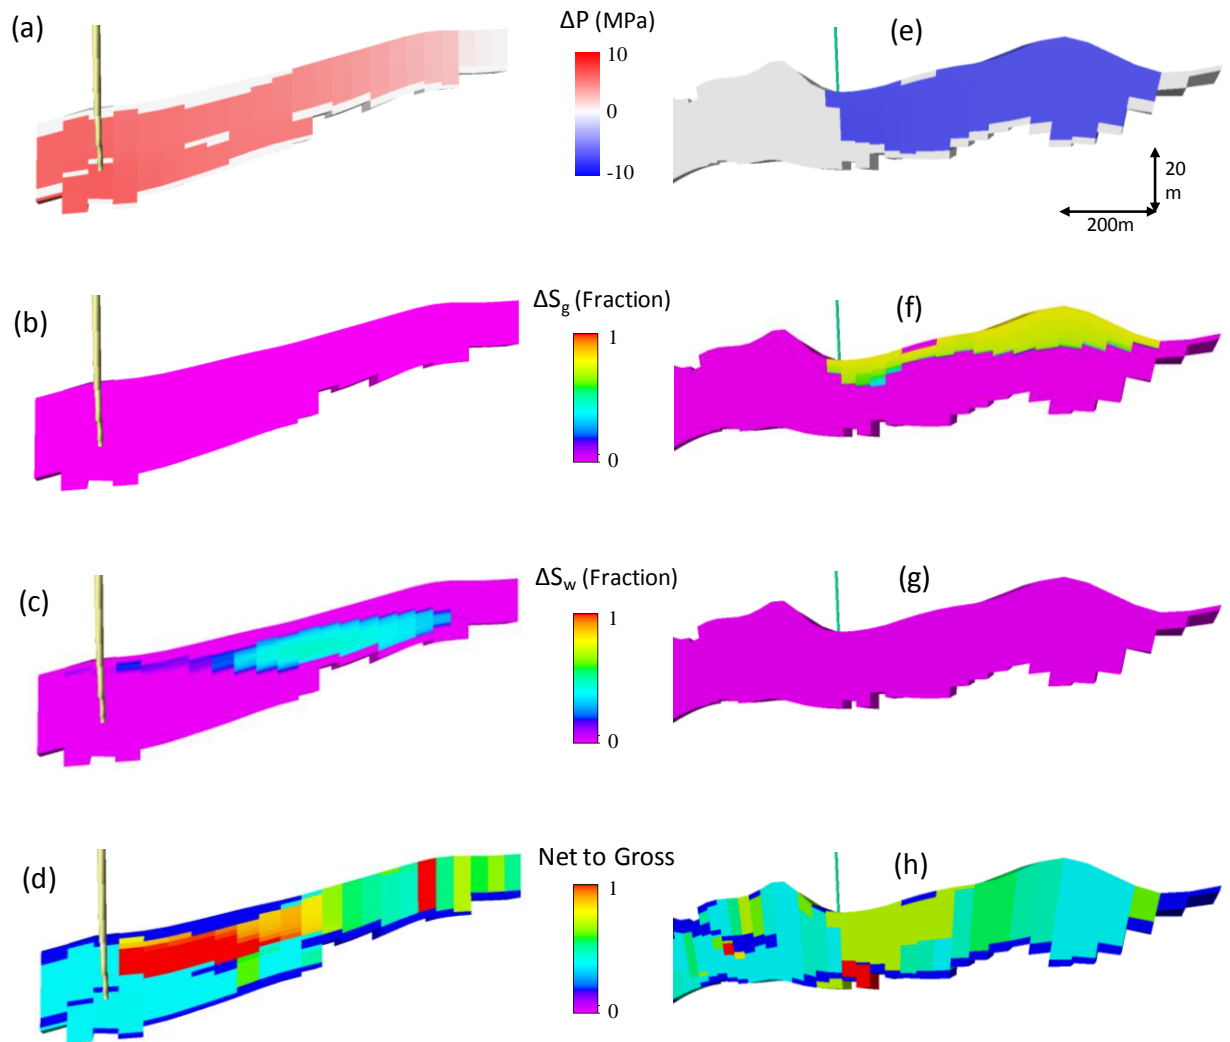 (a)
ΔP (MPa)
10
0
-10
(e)
20
m
200m
(b)
ΔSg (Fraction)
1
0
(f)
(c)
ΔSw (Fraction)
1
0
(g)
(d)
Net to Gross
1
0
(h)